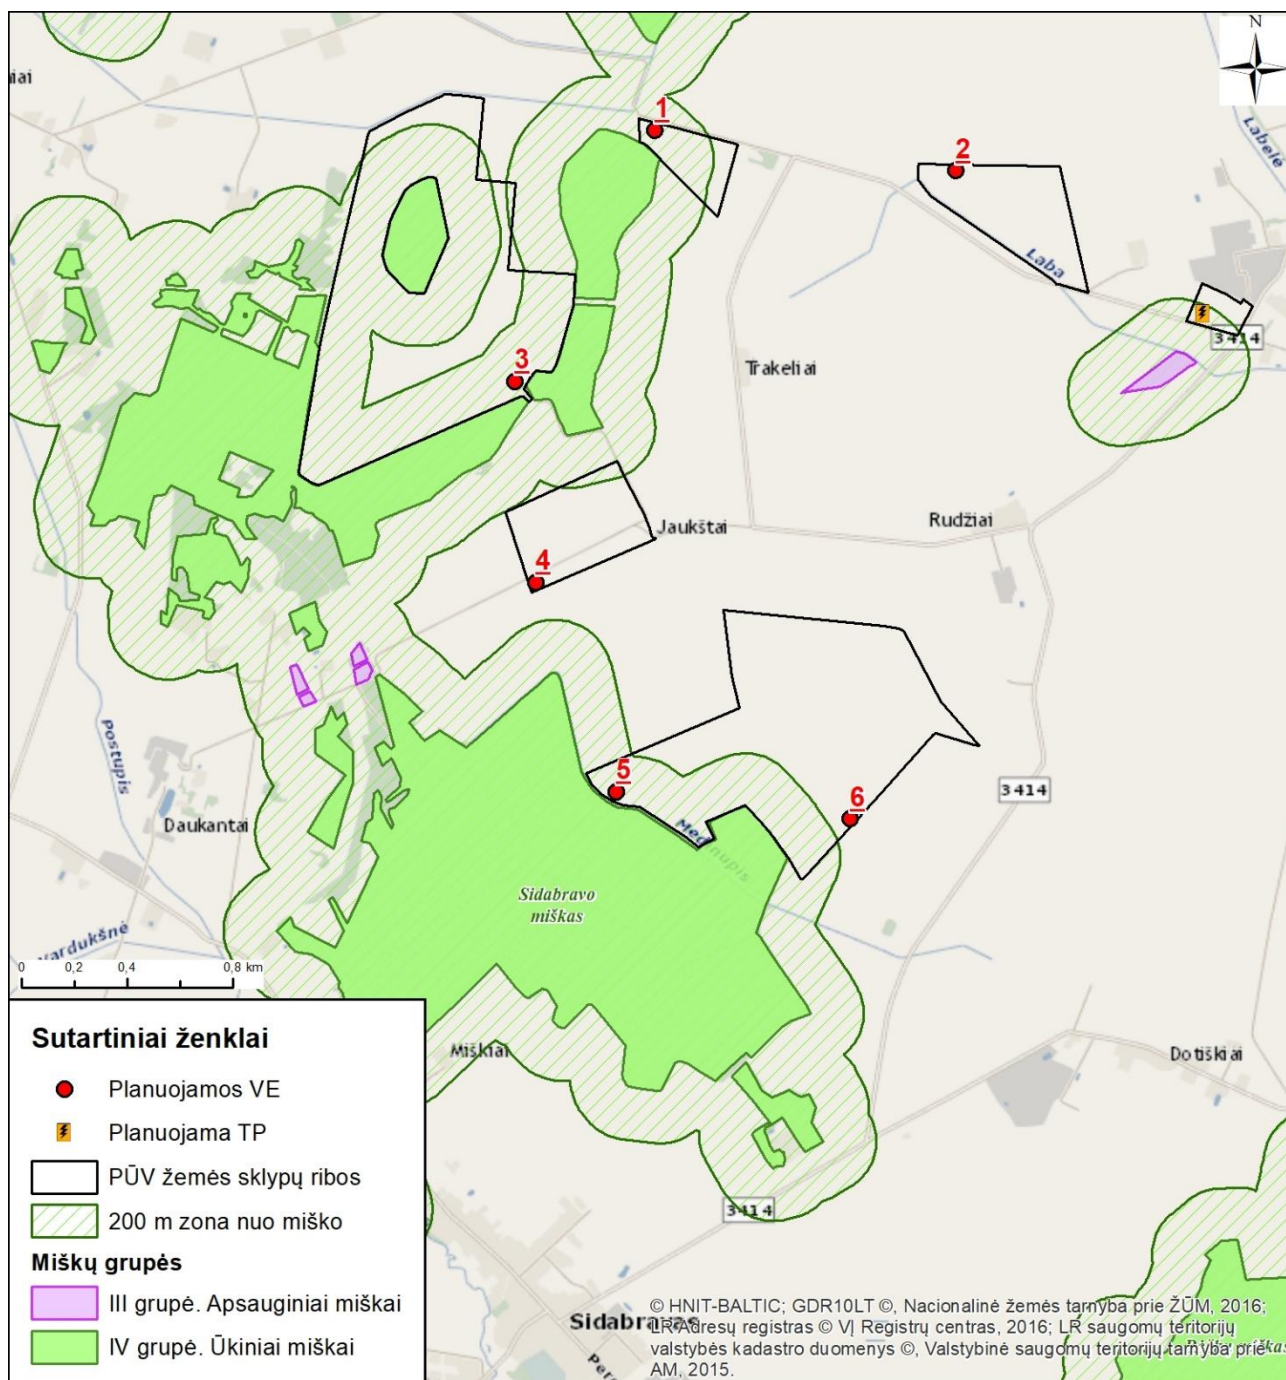 N
iai
1
2
Labelė
Laba
3414
3
Trakeliai
4
Jaukštai
Rudžiai
Postupis
5
6
3414
Daukantai
Sidabravo
miškas
vardukšnė
0 0,2 0,4 0,8 km
Miškiai
Dotiškiai
3414
Sutartiniai ženklai
Planuojamos VE
Planuojama TP
PŪV žemės sklypų ribos
200 m zona nuo miško
Miškų grupės
III grupė. Apsauginiai miškai
IV grupė. Ūkiniai miškai
Sidabravas
© HNIT-BALTIC; GDR10LT ©, Nacionalinė žemės tarnyba prie ŽŪM, 2016;
LR Adresų registras © VĮ Registrų centras, 2016; LR saugomų teritorijų
valstybės kadastro duomenys ©, Valstybinė saugomų teritorijų tarnyba prie
AM, 2015.